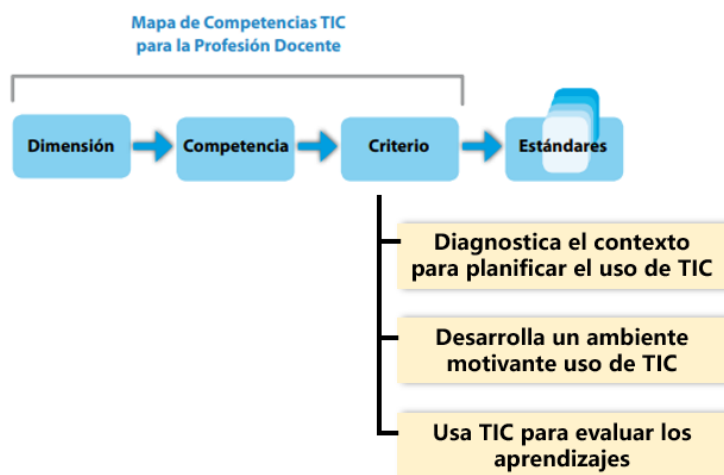 Mapa de Competencias TIC
para la Profesión Docente
Dimensión
Competencia
Criterio
Estándares
Diagnostica el contexto
para planificar el uso de TIC
Desarrolla un ambiente
motivante uso de TIC
Usa TIC para evaluar los
aprendizajes